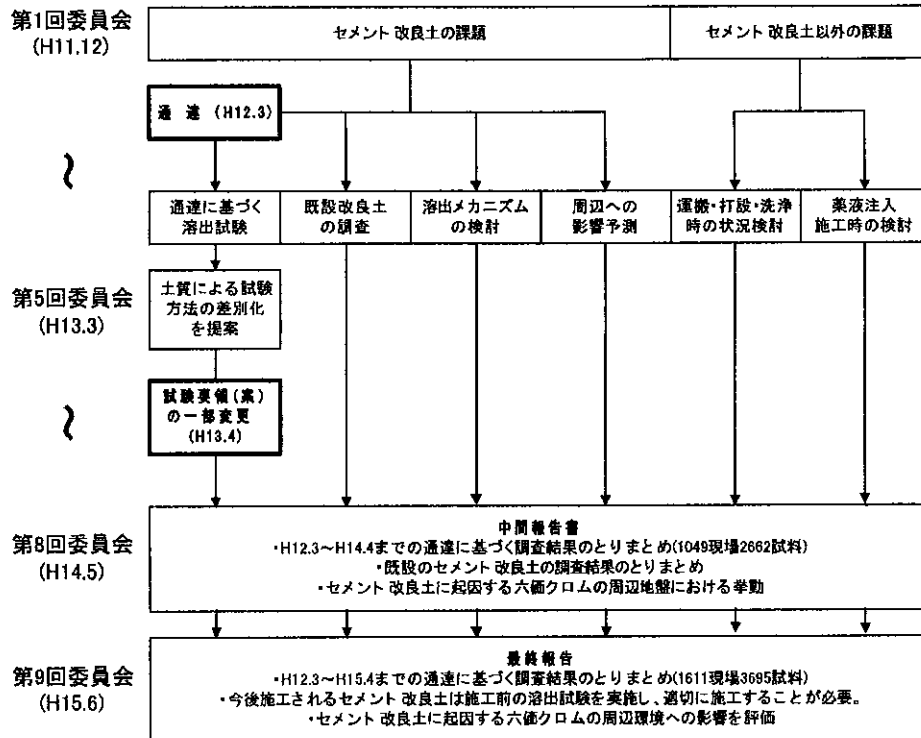 第1回委員会
(H11.12)
セメント改良土の課題
セメント改良土以外の課題
通 達 (H12.3)
~
通達に基づく
溶出試験
既設改良土
の調査
溶出メカニズム
の検討
周辺への
影響予測
運搬・打設・洗浄
時の状況検討
薬液注入
施工時の検討
第5回委員会
(H13.3)
土質による試験
方法の差別化
を提案
~
試験要領(案)
の一部変更
(H13.4)
第8回委員会
(H14.5)
中間報告書
・H12.3~H14.4までの通達に基づく調査結果のとりまとめ(1049現場2662試料)
・既設のセメント改良土の調査結果のとりまとめ
・セメント改良土に起因する六価クロムの周辺地盤における挙動
第9回委員会
(H15.6)
最終報告
・H12.3~H15.4までの通達に基づく調査結果のとりまとめ(1611現場3695試料)
・今後施工されるセメント改良土は施工前の溶出試験を実施し、適切に施工することが必要。
・セメント改良土に起因する六価クロムの周辺環境への影響を評価